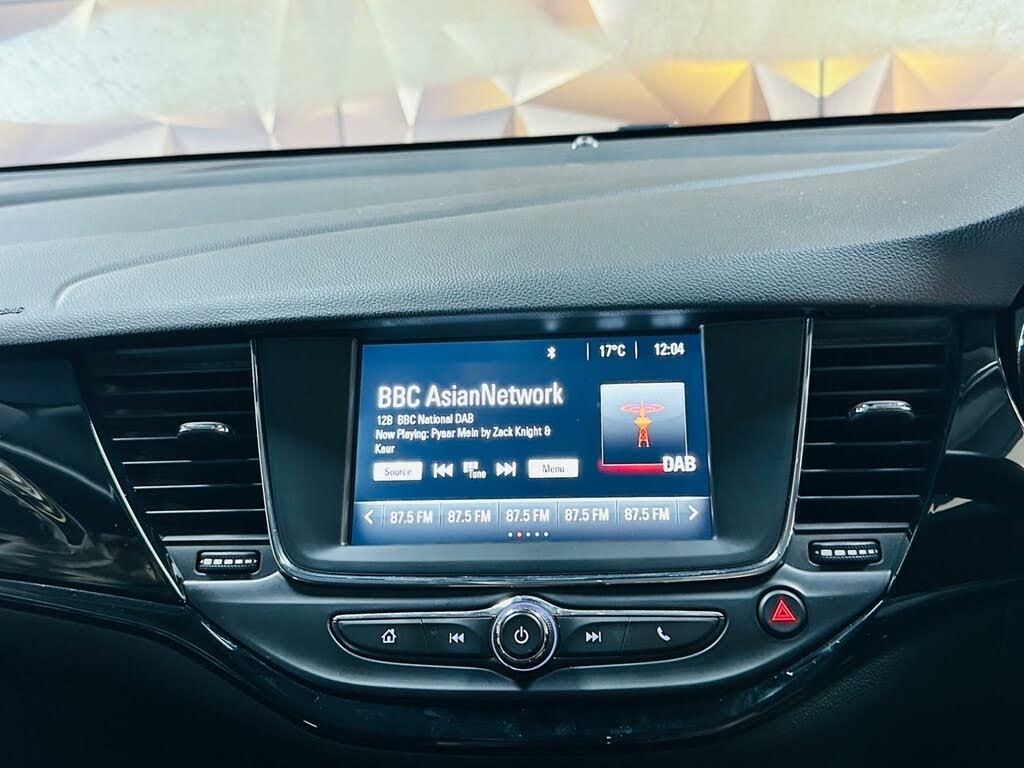 17°C 12:04
BBC AsianNetwork
12B BBC National DAB
Now Playing: Pyaar Mein by Zack Knight &
Kaur
Source Tune Menu
DAB
87.5 FM 87.5 FM 87.5 FM 87.5 FM 87.5 FM